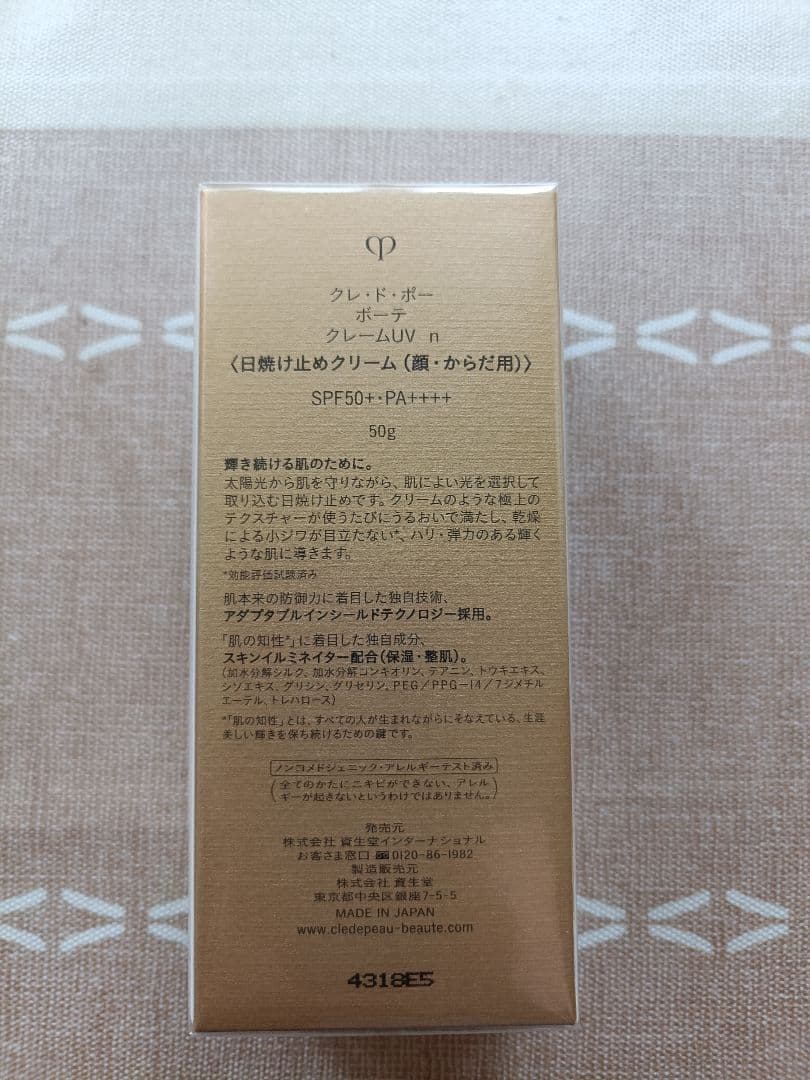 クレ・ド・ポー
ボーテ
クレームUV n
〈日焼け止めクリーム（顔・からだ用）〉
SPF50+・PA++++
50g
輝き続ける肌のために。
太陽光から肌を守りながら、肌によい光を選択して
取り込む日焼け止めです。クリームのような極上の
テクスチャーが使うたびにうるおいで満たし、乾燥
による小ジワが目立たない*、ハリ・弾力のある輝く
ような肌に導きます。
*効能評価試験済み
肌本来の防御力に着目した独自技術、
アダプタブルインシールドテクノロジー採用。
「肌の知性*」に着目した独自成分、
スキンイルミネイター配合（保湿・整肌）。
（加水分解シルク、加水分解コンキオリン、テアニン、トウキエキス、
シソエキス、グリシン、グリセリン、PEG／PPG－14／7ジメチル
エーテル、トレハロース）
*「肌の知性」とは、すべての人が生まれながらにそなえている、生涯
美しい輝きを保ち続けるための鍵です。
ノンコメドジェニック・アレルギーテスト済み
（全てのかたにニキビができない、アレル
ギーが起きないというわけではありません。）
発売元
株式会社 資生堂インターナショナル
お客さま窓口 0120-86-1982
製造販売元
株式会社 資生堂
東京都中央区銀座7-5-5
MADE IN JAPAN
www.cledepeau-beaute.com
4318E5